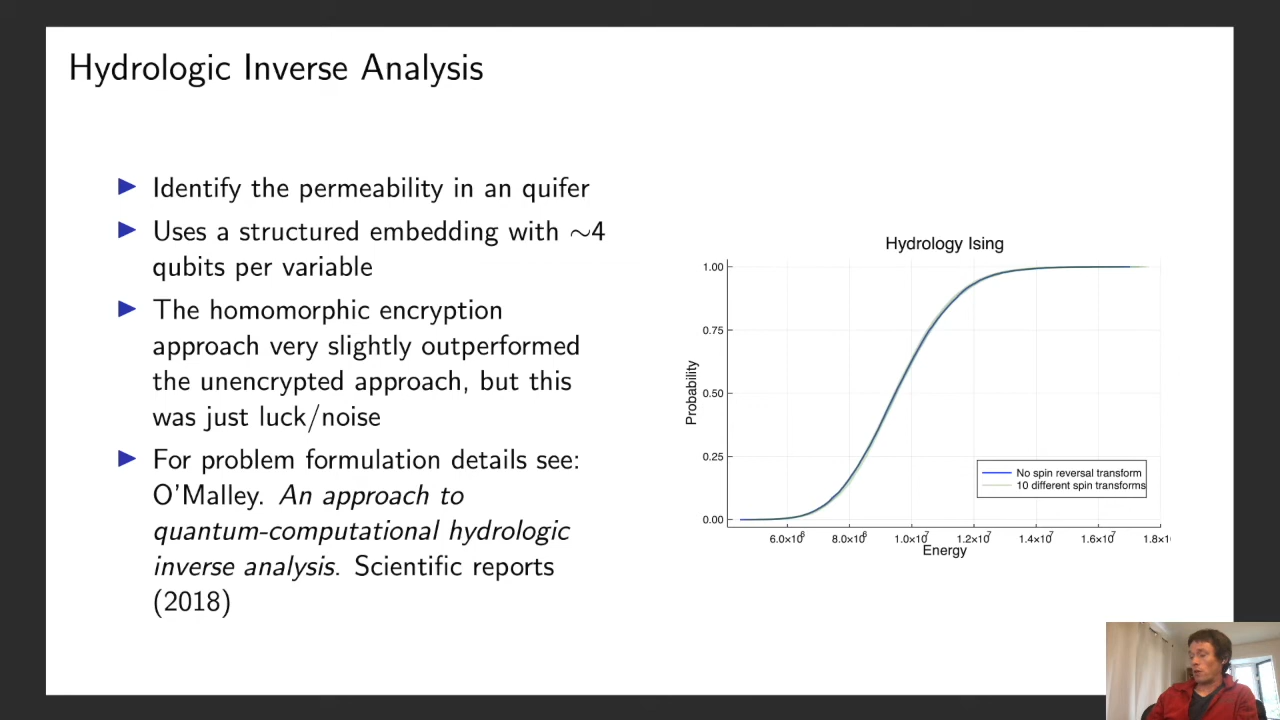 Hydrologic Inverse Analysis
Identify the permeability in an quifer
Uses a structured embedding with ∼4
qubits per variable
The homomorphic encryption
approach very slightly outperformed
the unencrypted approach, but this
was just luck/noise
For problem formulation details see:
O'Malley. An approach to
quantum-computational hydrologic
inverse analysis. Scientific reports
(2018)
Hydrology Ising
1.00
0.75
0.50
0.25
0.00
Probability
No spin reversal transform
10 different spin transforms
6.0×10⁶ 8.0×10⁶ 1.0×10⁷ 1.2×10⁷ 1.4×10⁷ 1.6×10⁷ 1.8×1
Energy